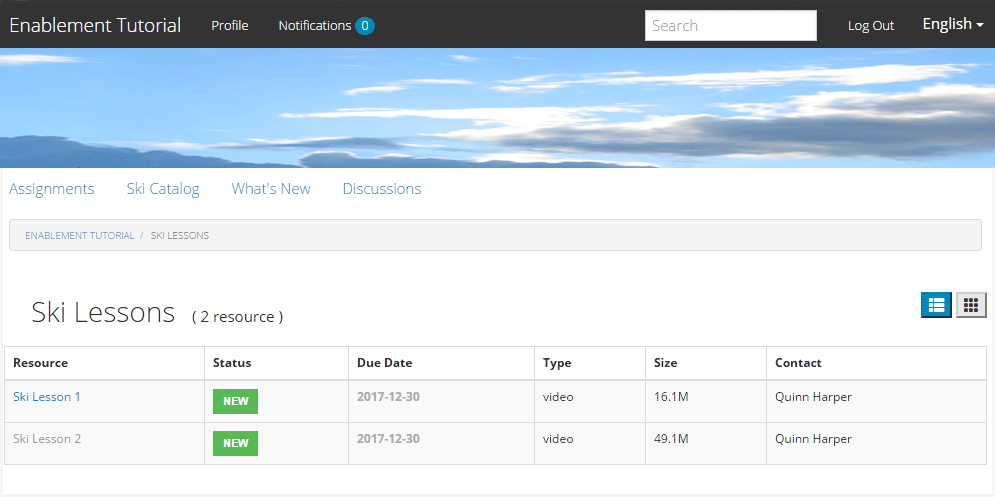 Enablement Tutorial Profile Notifications 0 Search Log Out English
Assignments Ski Catalog What's New Discussions
ENABLEMENT TUTORIAL / SKI LESSONS
Ski Lessons ( 2 resource )
Resource Status Due Date Type Size Contact
Ski Lesson 1 NEW 2017-12-30 video 16.1M Quinn Harper
Ski Lesson 2 NEW 2017-12-30 video 49.1M Quinn Harper